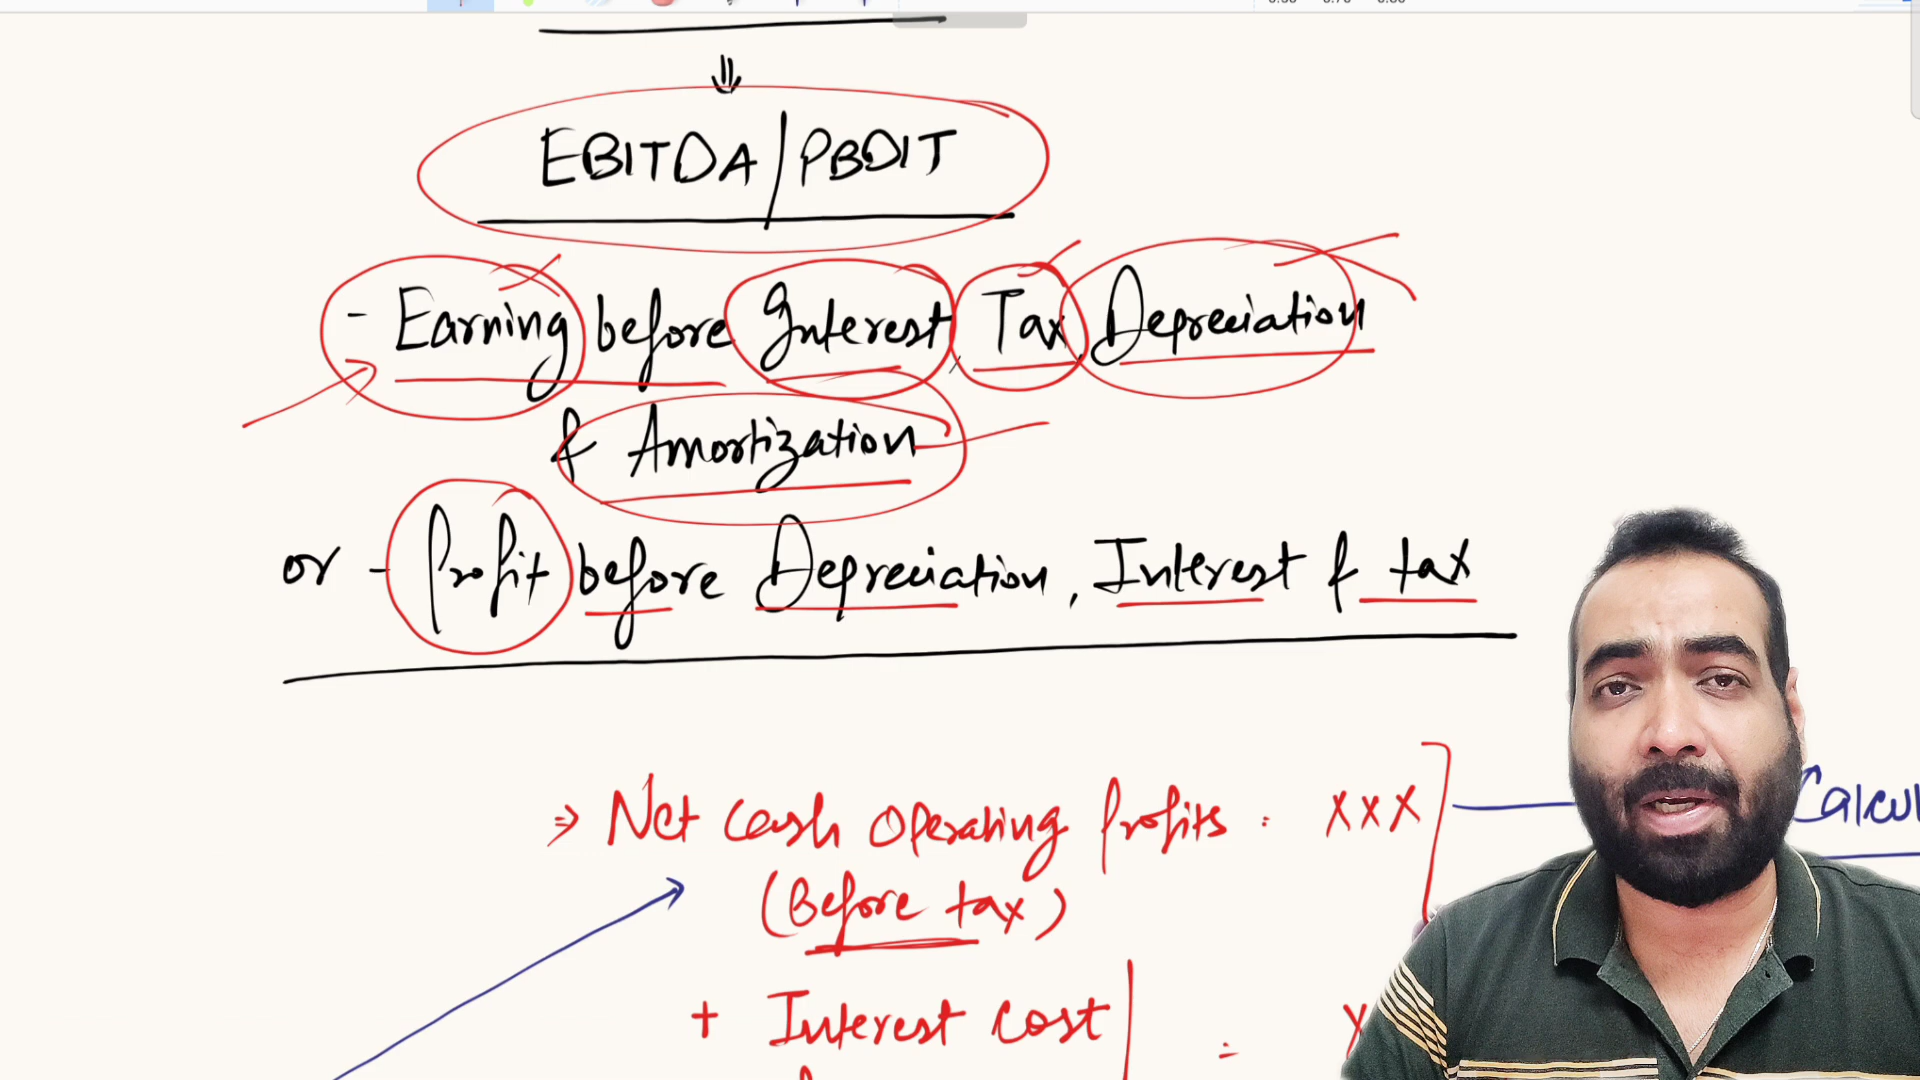 EBITDA/PBDIT
- Earning before Interest, Tax, Depreciation
& Amortization
or - Profit before Depreciation, Interest & tax
⇒ Net Cash Operating Profits : XXX
(Before tax)
+ Interest Cost = X